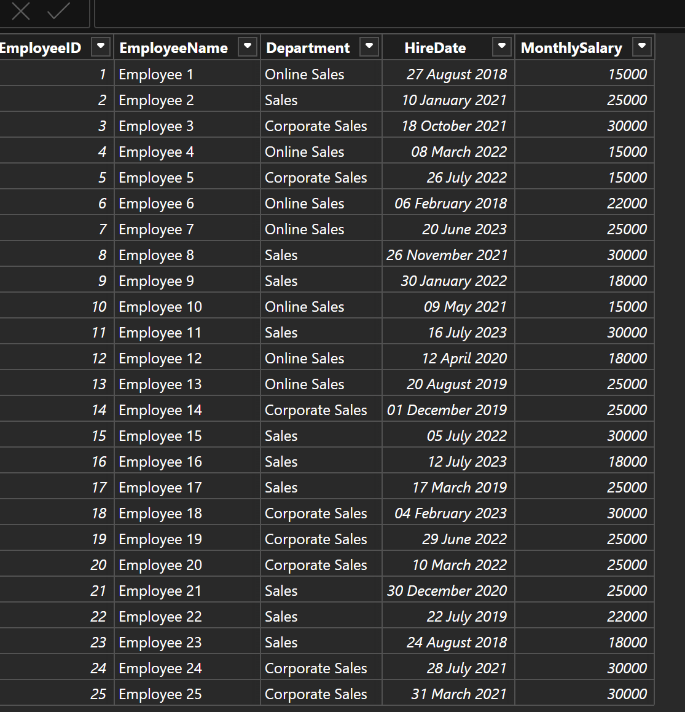 EmployeeID EmployeeName Department HireDate MonthlySalary
1 Employee 1 Online Sales 27 August 2018 15000
2 Employee 2 Sales 10 January 2021 25000
3 Employee 3 Corporate Sales 18 October 2021 30000
4 Employee 4 Online Sales 08 March 2022 15000
5 Employee 5 Corporate Sales 26 July 2022 15000
6 Employee 6 Online Sales 06 February 2018 22000
7 Employee 7 Online Sales 20 June 2023 25000
8 Employee 8 Sales 26 November 2021 30000
9 Employee 9 Sales 30 January 2022 18000
10 Employee 10 Online Sales 09 May 2021 15000
11 Employee 11 Sales 16 July 2023 30000
12 Employee 12 Online Sales 12 April 2020 18000
13 Employee 13 Online Sales 20 August 2019 25000
14 Employee 14 Corporate Sales 01 December 2019 25000
15 Employee 15 Sales 05 July 2022 30000
16 Employee 16 Sales 12 July 2023 18000
17 Employee 17 Sales 17 March 2019 25000
18 Employee 18 Corporate Sales 04 February 2023 30000
19 Employee 19 Corporate Sales 29 June 2022 25000
20 Employee 20 Corporate Sales 10 March 2022 25000
21 Employee 21 Sales 30 December 2020 25000
22 Employee 22 Sales 22 July 2019 22000
23 Employee 23 Sales 24 August 2018 18000
24 Employee 24 Corporate Sales 28 July 2021 30000
25 Employee 25 Corporate Sales 31 March 2021 30000